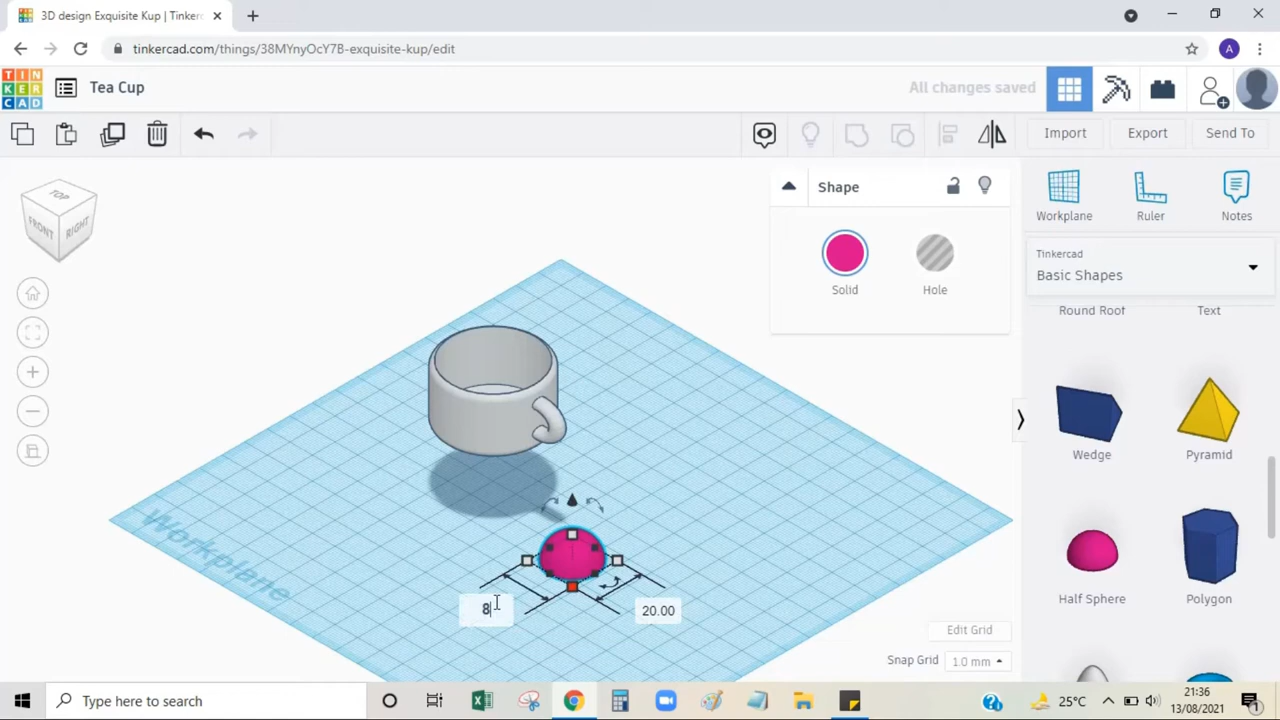 3D design Exquisite Kup | Tinker
tinkercad.com/things/38MYnyOcY7B-exquisite-kup/edit
A
TIN
KER
CAD
Tea Cup
All changes saved
Import
Export
Send To
TOP
FRONT
RIGHT
Shape
Solid
Hole
Workplane
Ruler
Notes
Tinkercad
Basic Shapes
Round Roof
Text
Wedge
Pyramid
Half Sphere
Polygon
Workplane
8
20.00
Edit Grid
Snap Grid
1.0 mm
Type here to search
25°C
21:36
13/08/2021
1